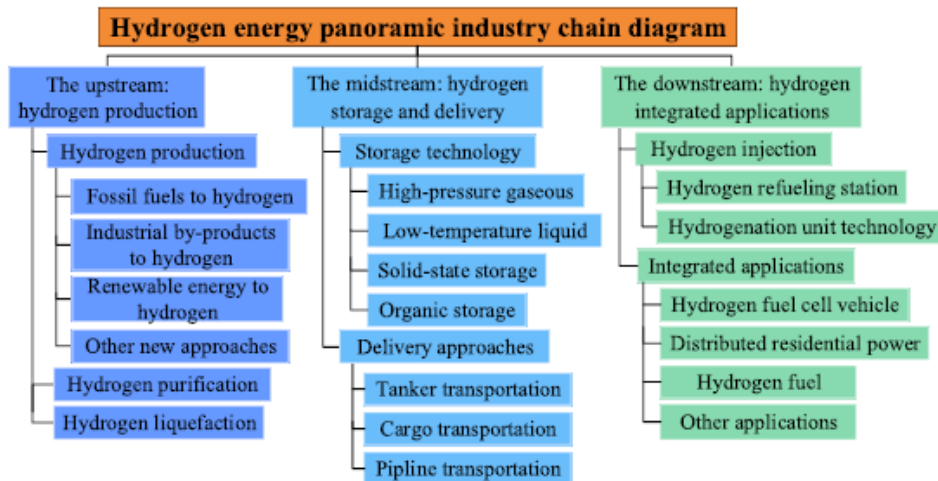 Hydrogen energy panoramic industry chain diagram
The upstream:
hydrogen production
Hydrogen production
Fossil fuels to hydrogen
Industrial by-products
to hydrogen
Renewable energy to
hydrogen
Other new approaches
Hydrogen purification
Hydrogen liquefaction
The midstream: hydrogen
storage and delivery
Storage technology
High-pressure gaseous
Low-temperature liquid
Solid-state storage
Organic storage
Delivery approaches
Tanker transportation
Cargo transportation
Pipline transportation
The downstream: hydrogen
integrated applications
Hydrogen injection
Hydrogen refueling station
Hydrogenation unit technology
Integrated applications
Hydrogen fuel cell vehicle
Distributed residential power
Hydrogen fuel
Other applications